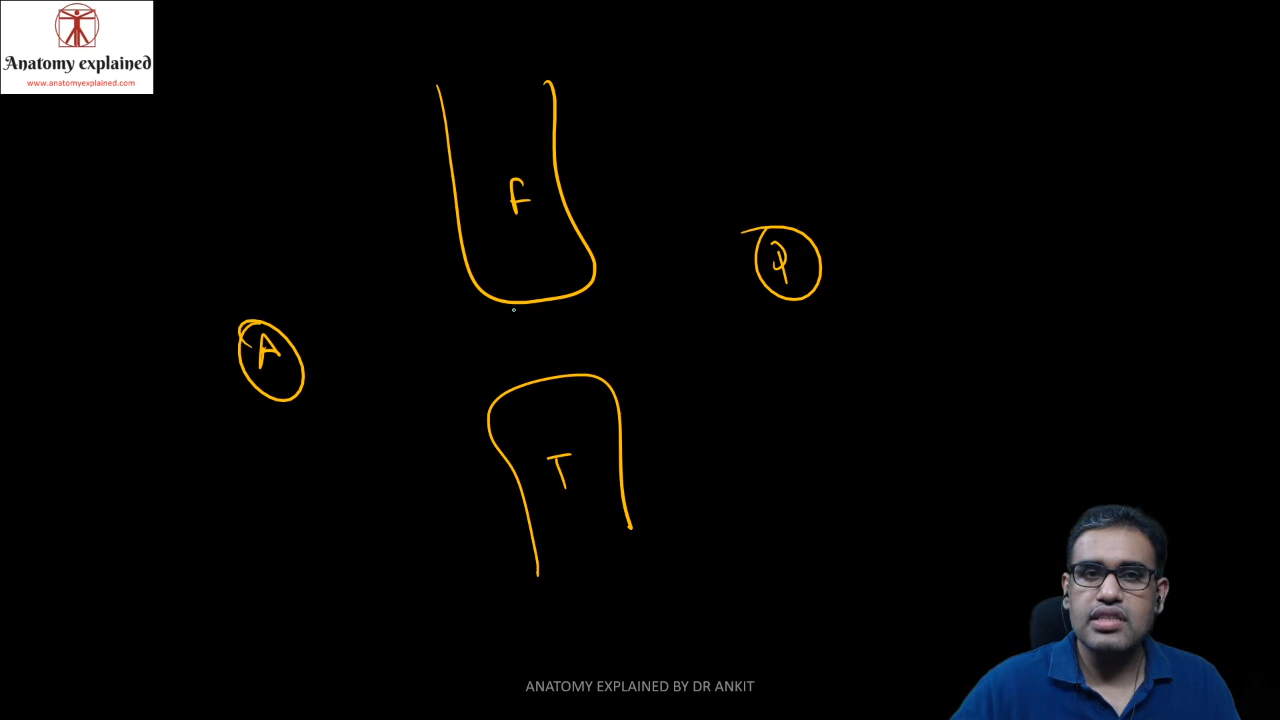 Anatomy explained
www.anatomyexplained.com
F
P
A
T
ANATOMY EXPLAINED BY DR ANKIT